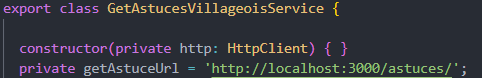 export class GetAstucesVillageoisService {
constructor(private http: HttpClient) { }
private getAstuceUrl = 'http://localhost:3000/astuces/';